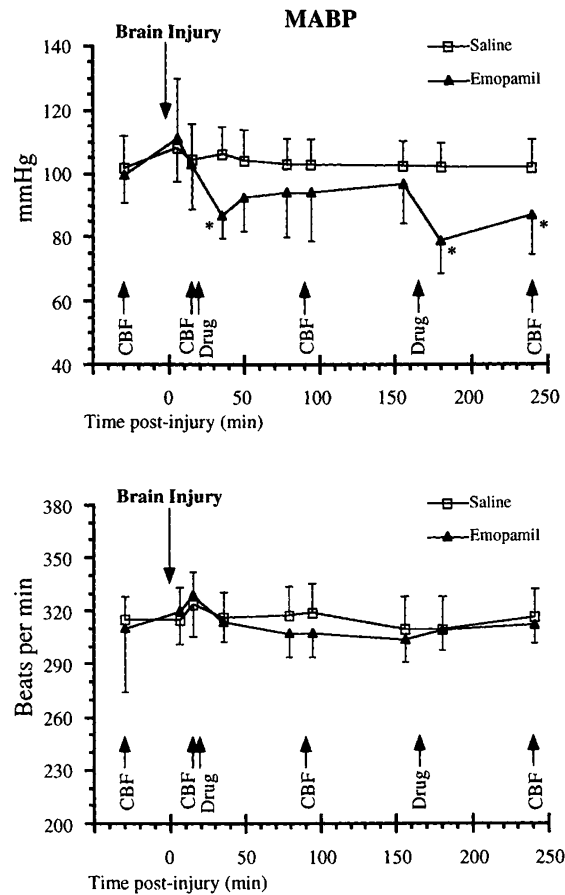 MABP
Brain Injury
Saline
Emopamil
140
120
100
80
60
40
mmHg
*
*
*
CBF
CBF
Drug
CBF
Drug
CBF
0
50
100
150
200
250
Time post-injury (min)
Brain Injury
Saline
Emopamil
380
350
320
290
260
230
200
Beats per min
CBF
CBF
Drug
CBF
Drug
CBF
0
50
100
150
200
250
Time post-injury (min)